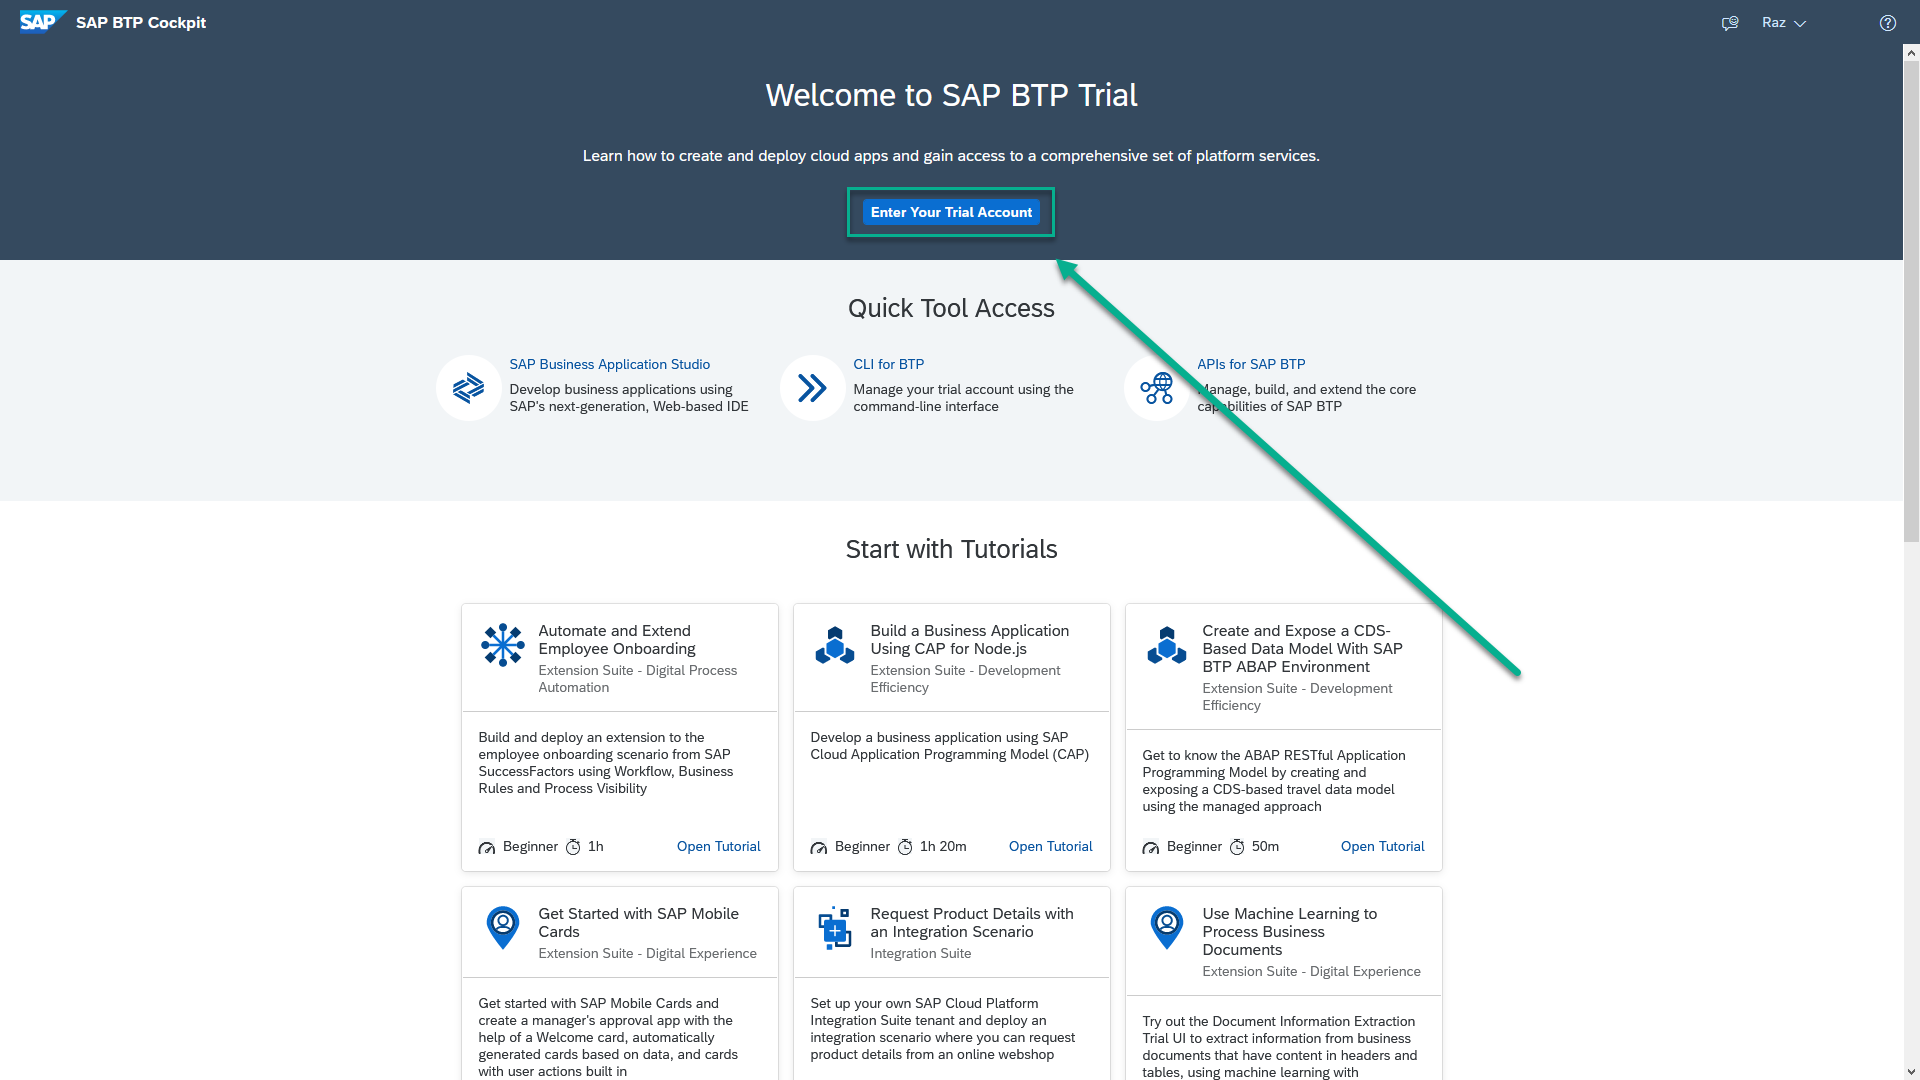 SAP SAP BTP Cockpit
Raz
Welcome to SAP BTP Trial
Learn how to create and deploy cloud apps and gain access to a comprehensive set of platform services.
Enter Your Trial Account
Quick Tool Access
SAP Business Application Studio
Develop business applications using
SAP's next-generation, Web-based IDE
CLI for BTP
Manage your trial account using the
command-line interface
APIs for SAP BTP
Manage, build, and extend the core
capabilities of SAP BTP
Start with Tutorials
Automate and Extend
Employee Onboarding
Extension Suite - Digital Process
Automation
Build and deploy an extension to the
employee onboarding scenario from SAP
SuccessFactors using Workflow, Business
Rules and Process Visibility
Beginner 1h Open Tutorial
Build a Business Application
Using CAP for Node.js
Extension Suite - Development
Efficiency
Develop a business application using SAP
Cloud Application Programming Model (CAP)
Beginner 1h 20m Open Tutorial
Create and Expose a CDS-
Based Data Model With SAP
BTP ABAP Environment
Extension Suite - Development
Efficiency
Get to know the ABAP RESTful Application
Programming Model by creating and
exposing a CDS-based travel data model
using the managed approach
Beginner 50m Open Tutorial
Get Started with SAP Mobile
Cards
Extension Suite - Digital Experience
Get started with SAP Mobile Cards and
create a manager's approval app with the
help of a Welcome card, automatically
generated cards based on data, and cards
with user actions built in
Request Product Details with
an Integration Scenario
Integration Suite
Set up your own SAP Cloud Platform
Integration Suite tenant and deploy an
integration scenario where you can request
product details from an online webshop
Use Machine Learning to
Process Business
Documents
Extension Suite - Digital Experience
Try out the Document Information Extraction
Trial UI to extract information from business
documents that have content in headers and
tables, using machine learning with